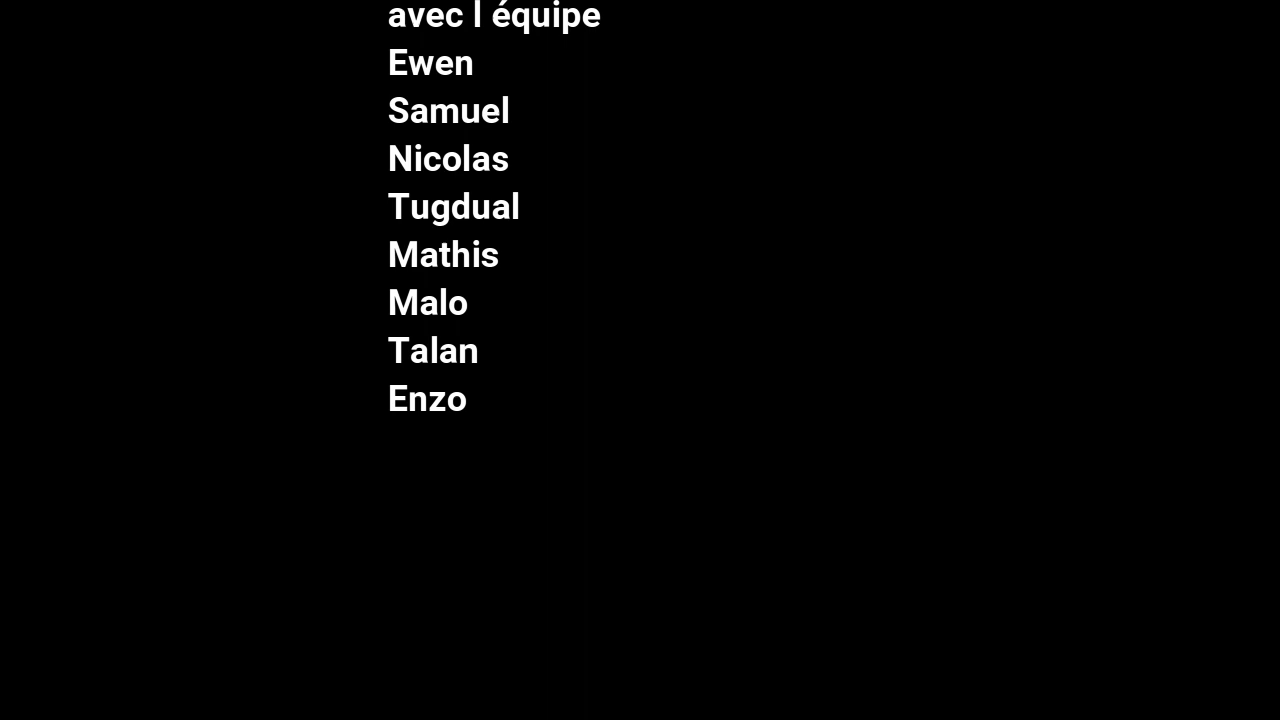 avec l équipe
Ewen
Samuel
Nicolas
Tugdual
Mathis
Malo
Talan
Enzo